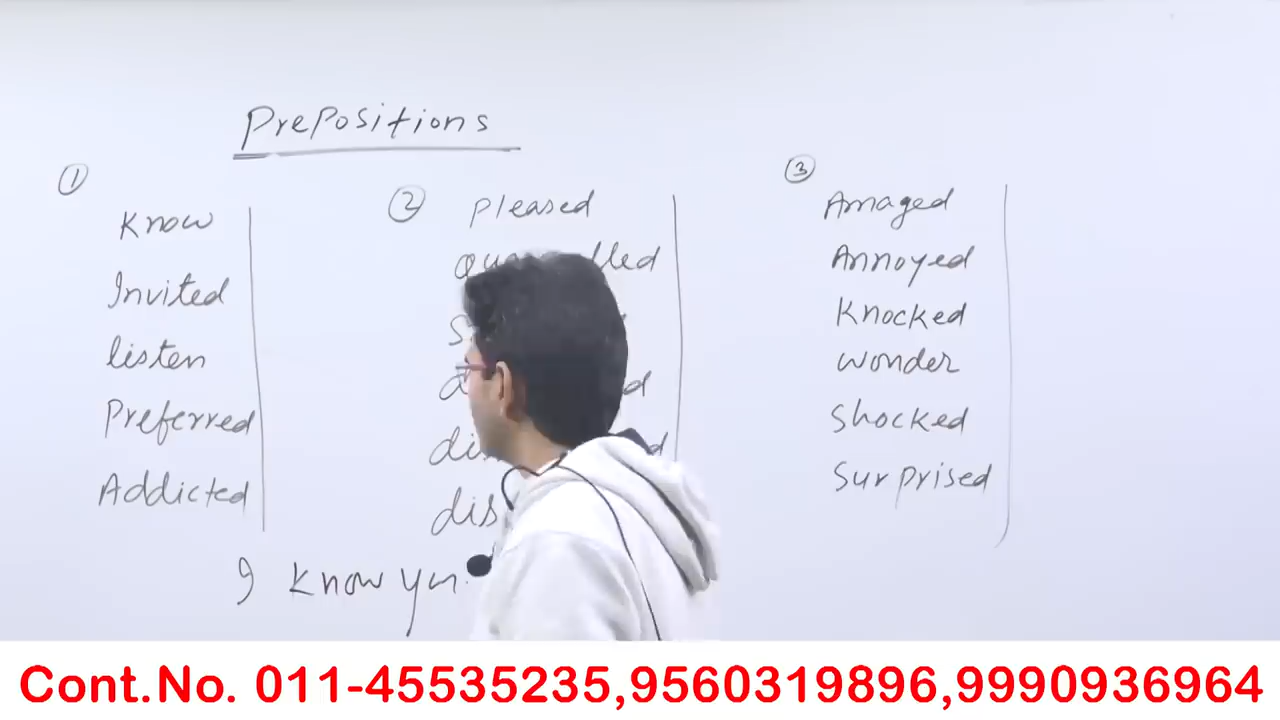 Prepositions
①
Know
Invited
listen
Preferred
Addicted
②
Pleased
③
Amazed
Annoyed
Knocked
wonder
Shocked
Surprised
I know you.
Cont.No. 011-45535235,9560319896,9990936964